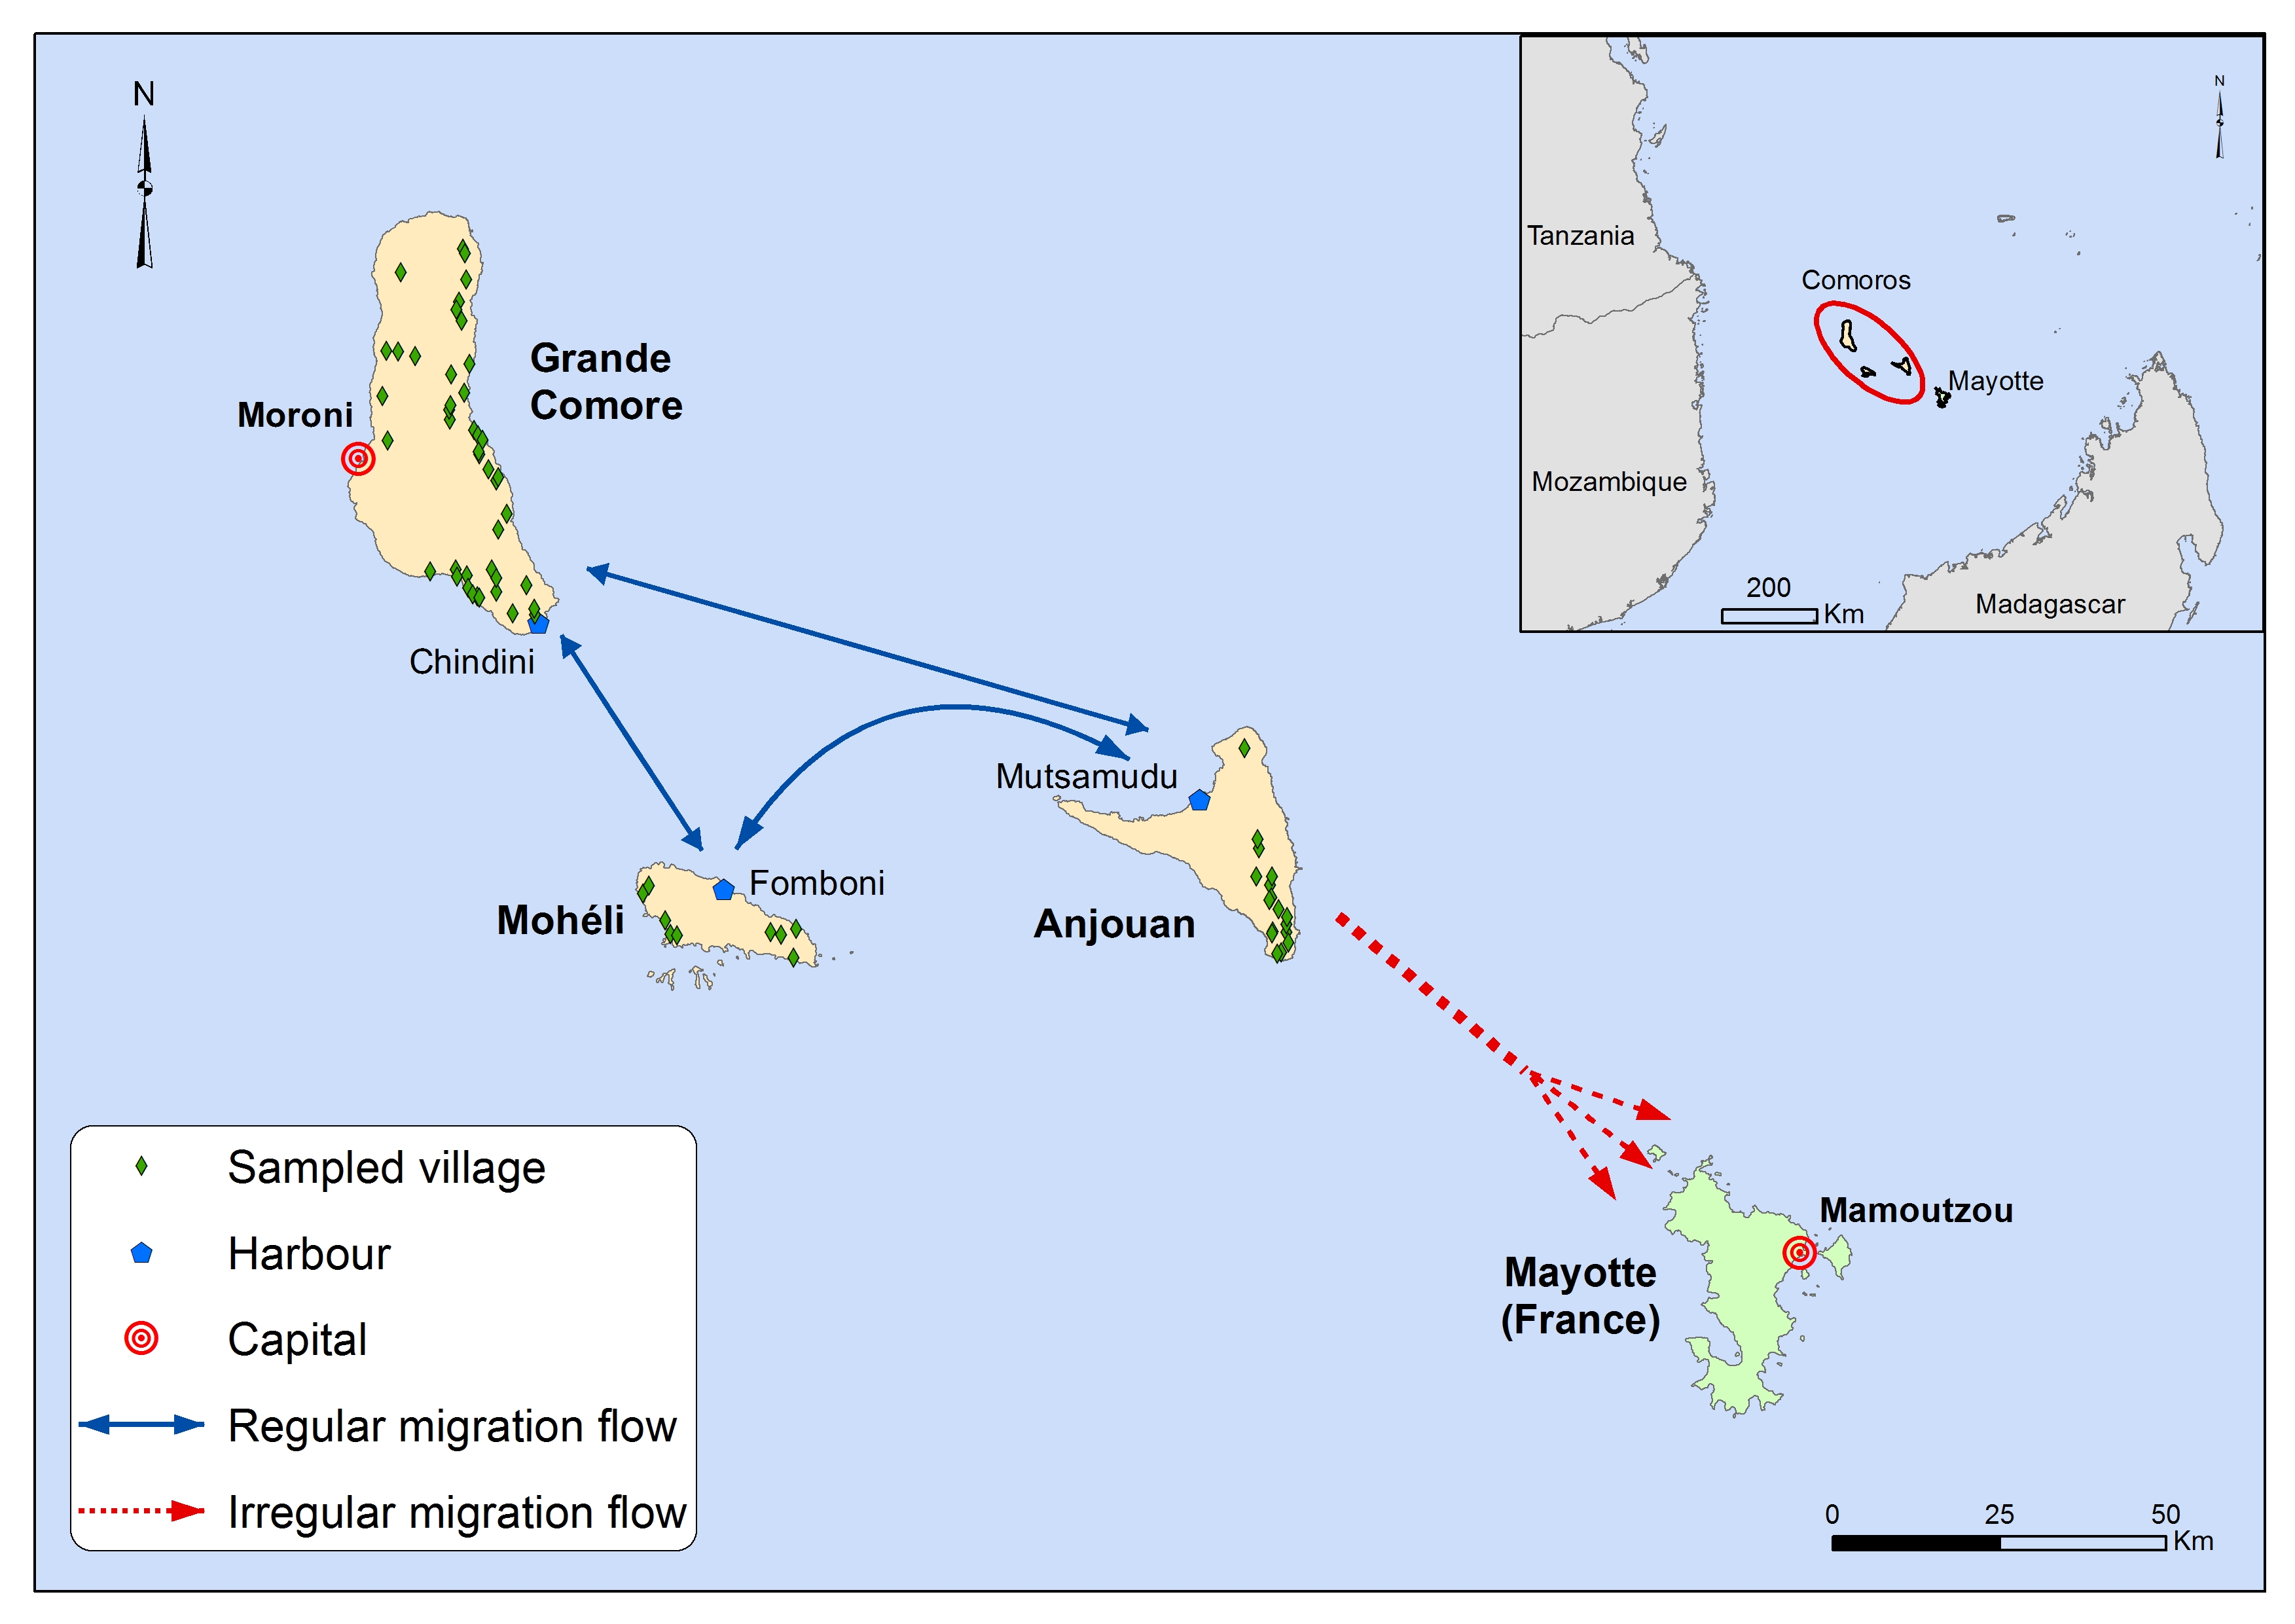 N
N
Tanzania
Comoros
Mayotte
Mozambique
200
Km
Madagascar
Grande
Comore
Moroni
Chindini
Mutsamudu
Fomboni
Mohéli
Anjouan
Mamoutzou
Mayotte
(France)
Sampled village
Harbour
Capital
Regular migration flow
Irregular migration flow
0 25 50
Km